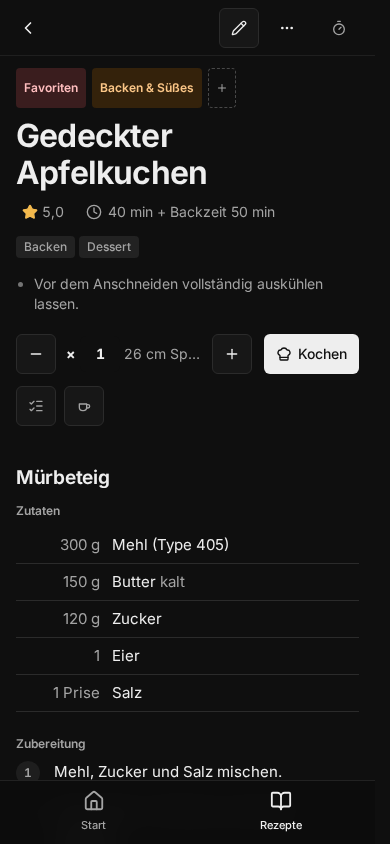 Favoriten
Backen & Süßes
+
Gedeckter
Apfelkuchen
5,0
40 min + Backzeit 50 min
Backen
Dessert
• Vor dem Anschneiden vollständig auskühlen
lassen.
− × 1 26 cm Sp... +
Kochen
Mürbeteig
Zutaten
300 g Mehl (Type 405)
150 g Butter kalt
120 g Zucker
1 Eier
1 Prise Salz
Zubereitung
1 Mehl, Zucker und Salz mischen.
Start
Rezepte